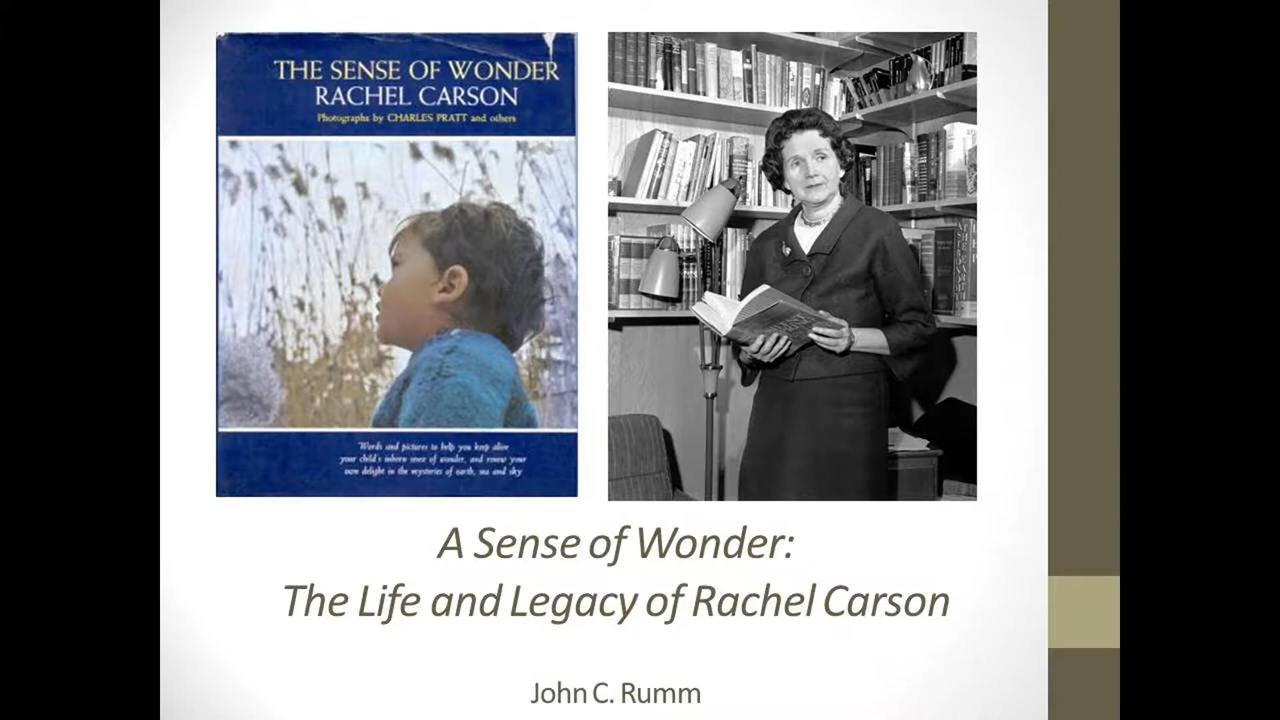 THE SENSE OF WONDER
RACHEL CARSON
Photographs by CHARLES PRATT and others
Words and pictures to help you keep alive
your child's inborn sense of wonder, and renew your
own delight in the mysteries of earth, sea and sky
A Sense of Wonder:
The Life and Legacy of Rachel Carson
John C. Rumm